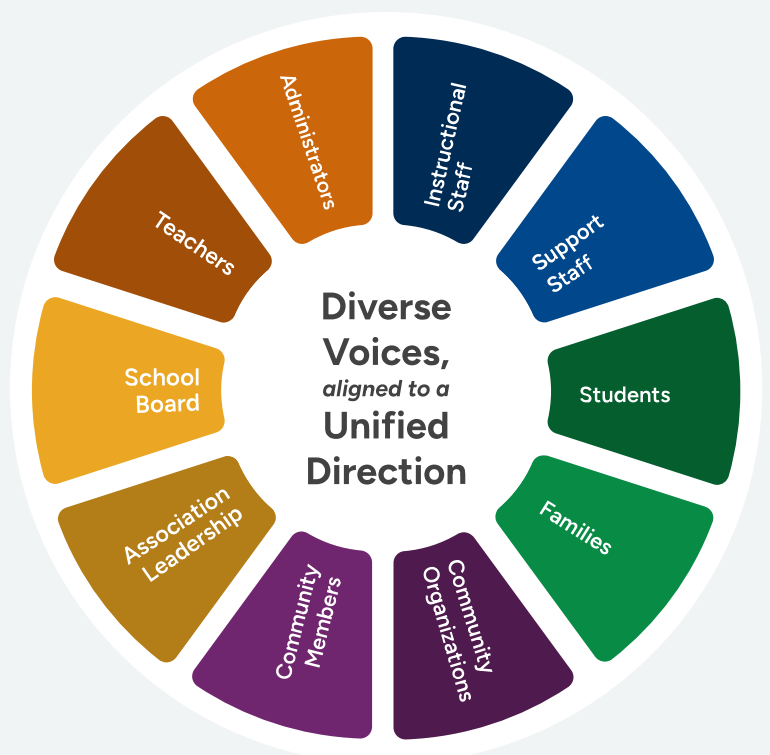 Diverse
Voices,
aligned to a
Unified
Direction
Instructional
Staff
Support
Staff
Students
Families
Community
Organizations
Community
Members
Association
Leadership
School
Board
Teachers
Administrators